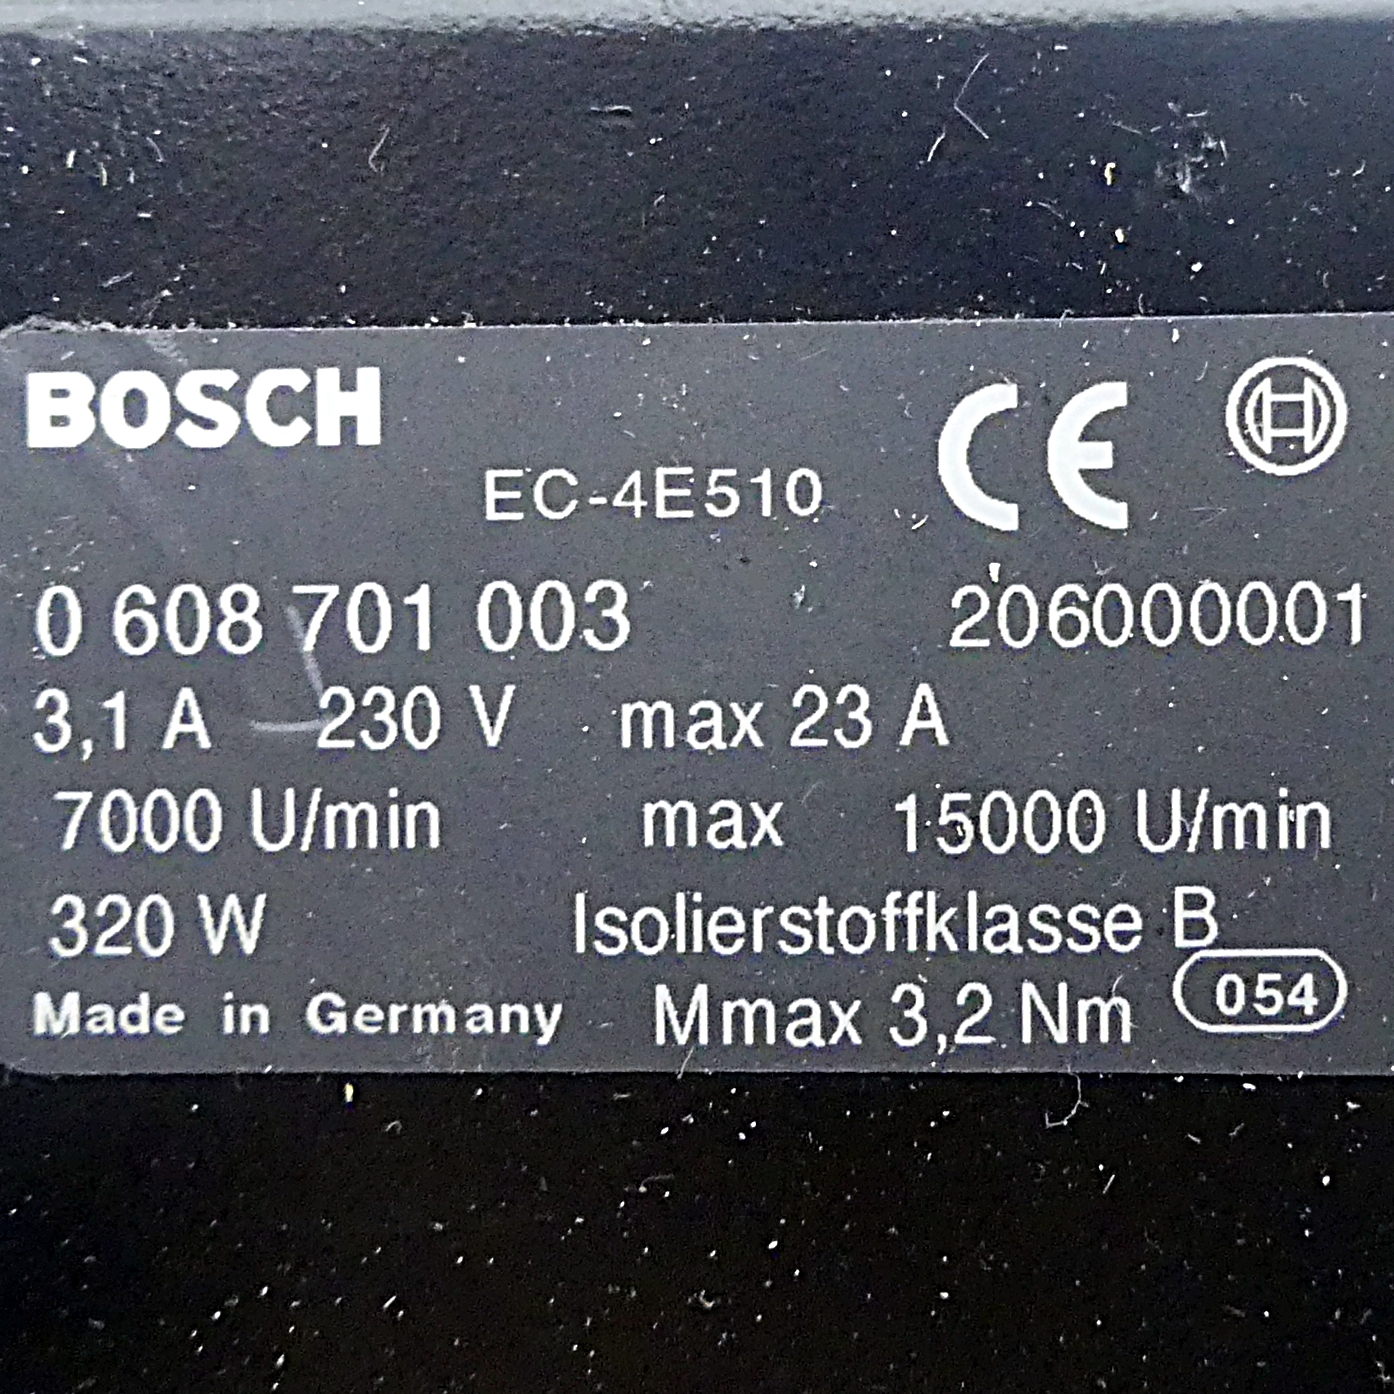 BOSCH
CE
EC-4E510
0 608 701 003 206000001
3,1 A 230 V max 23 A
7000 U/min max 15000 U/min
320 W Isolierstoffklasse B
Made in Germany Mmax 3,2 Nm 054